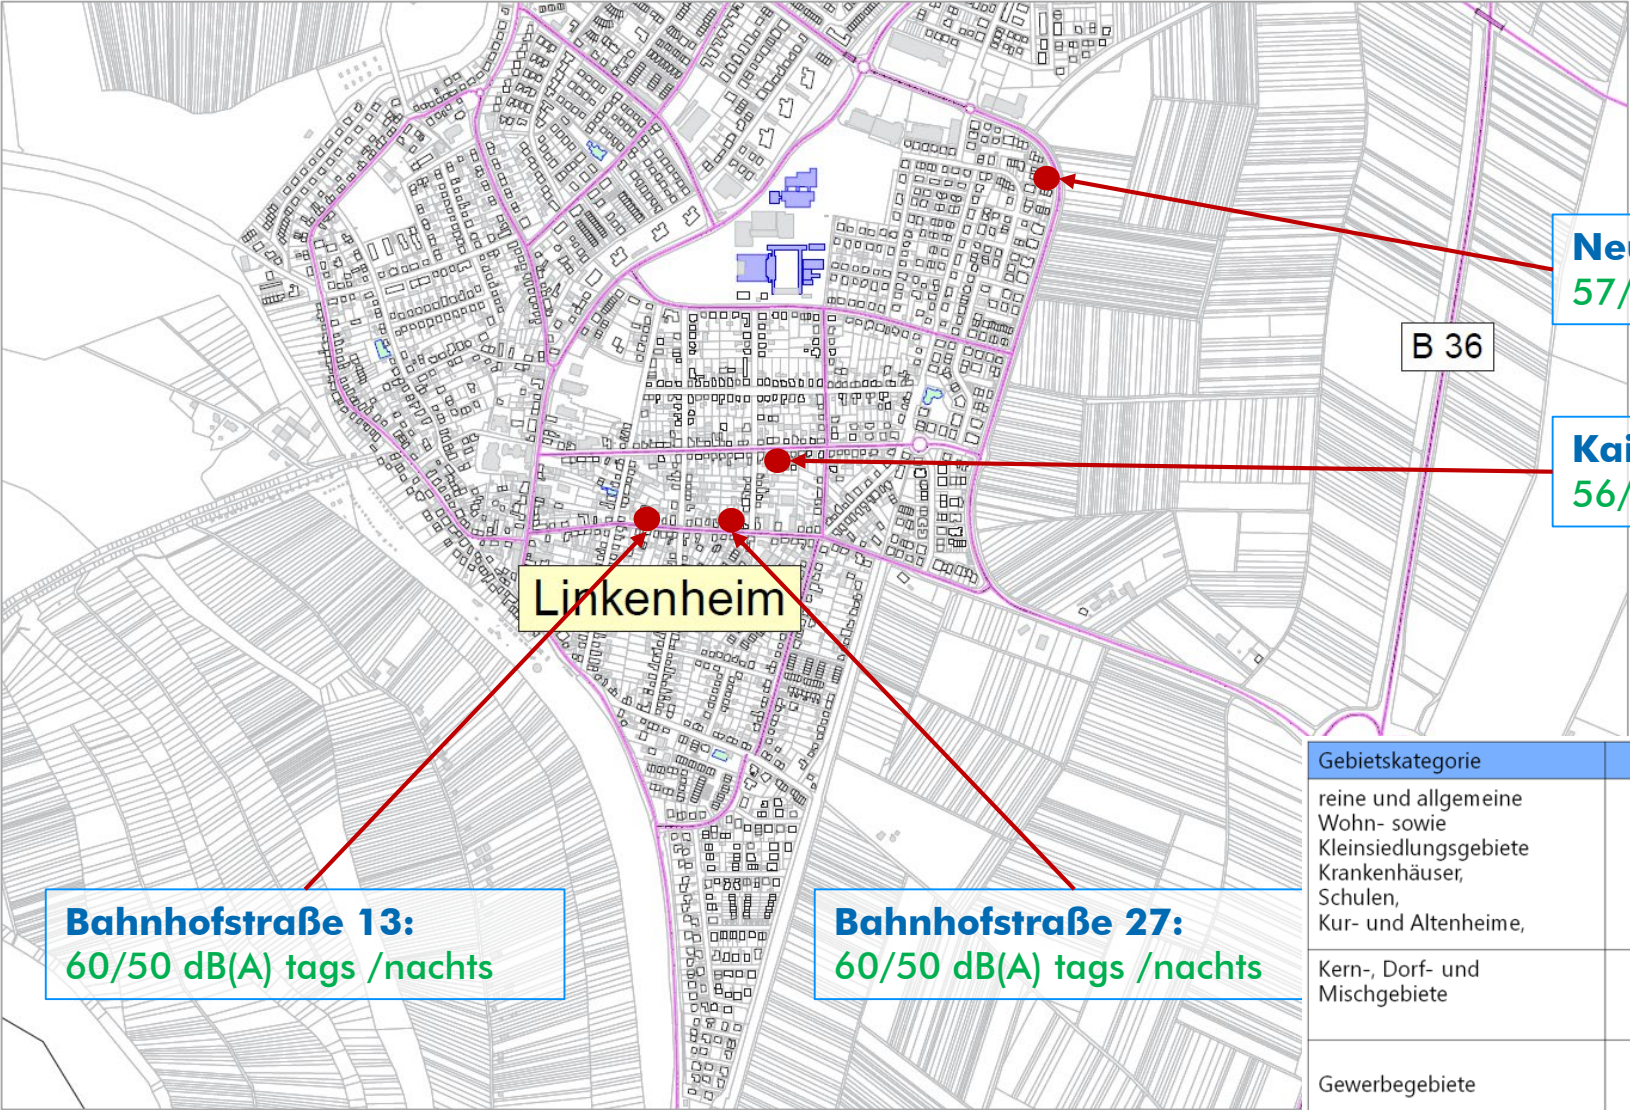 Neu
57/
B 36
Kai
56/
Linkenheim
Bahnhofstraße 13:
60/50 dB(A) tags /nachts
Bahnhofstraße 27:
60/50 dB(A) tags /nachts
Gebietskategorie
reine und allgemeine
Wohn- sowie
Kleinsiedlungsgebiete
Krankenhäuser,
Schulen,
Kur- und Altenheime,
Kern-, Dorf- und
Mischgebiete
Gewerbegebiete